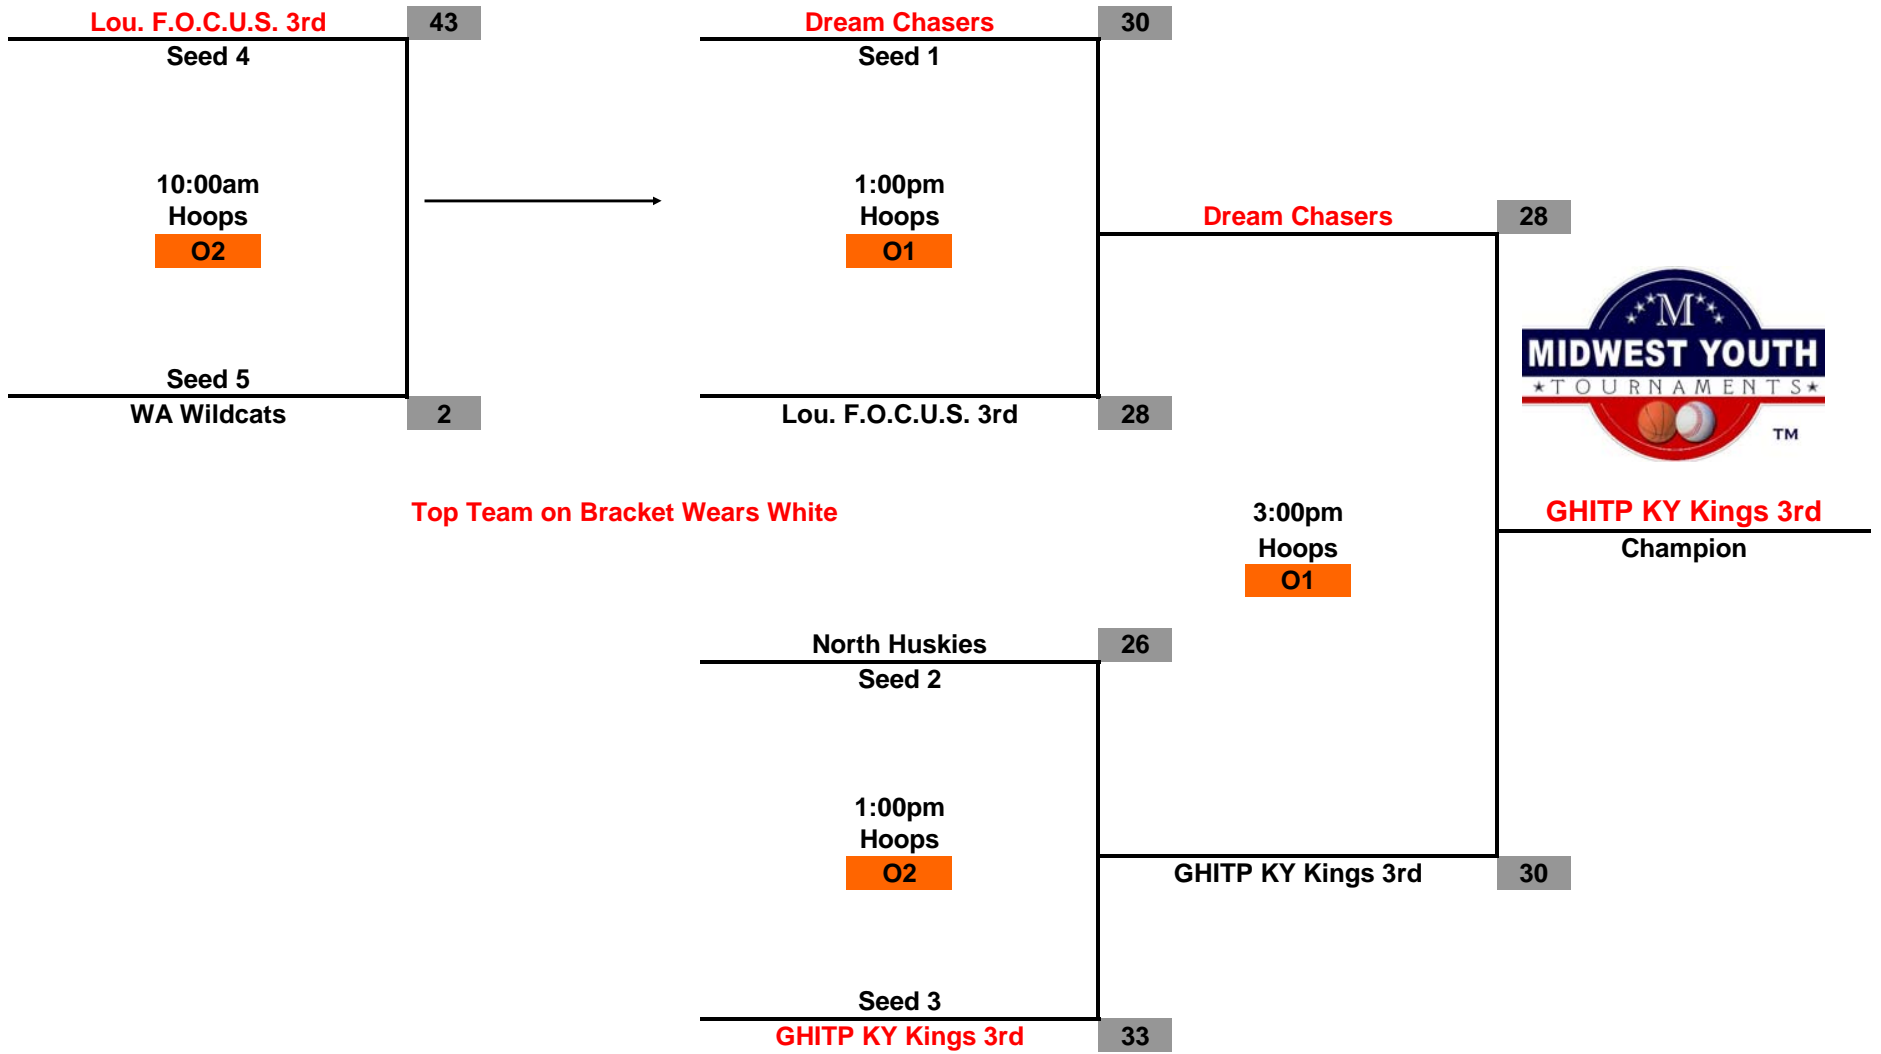 Lou. F.O.C.U.S. 3rd 43
Seed 4
10:00am
Hoops
O2
Seed 5
WA Wildcats 2
Dream Chasers 30
Seed 1
1:00pm
Hoops
O1
Lou. F.O.C.U.S. 3rd 28
Top Team on Bracket Wears White
North Huskies 26
Seed 2
1:00pm
Hoops
O2
Seed 3
GHITP KY Kings 3rd 33
Dream Chasers 28
3:00pm
Hoops
O1
GHITP KY Kings 3rd 30
M
MIDWEST YOUTH
TOURNAMENTS
TM
GHITP KY Kings 3rd
Champion